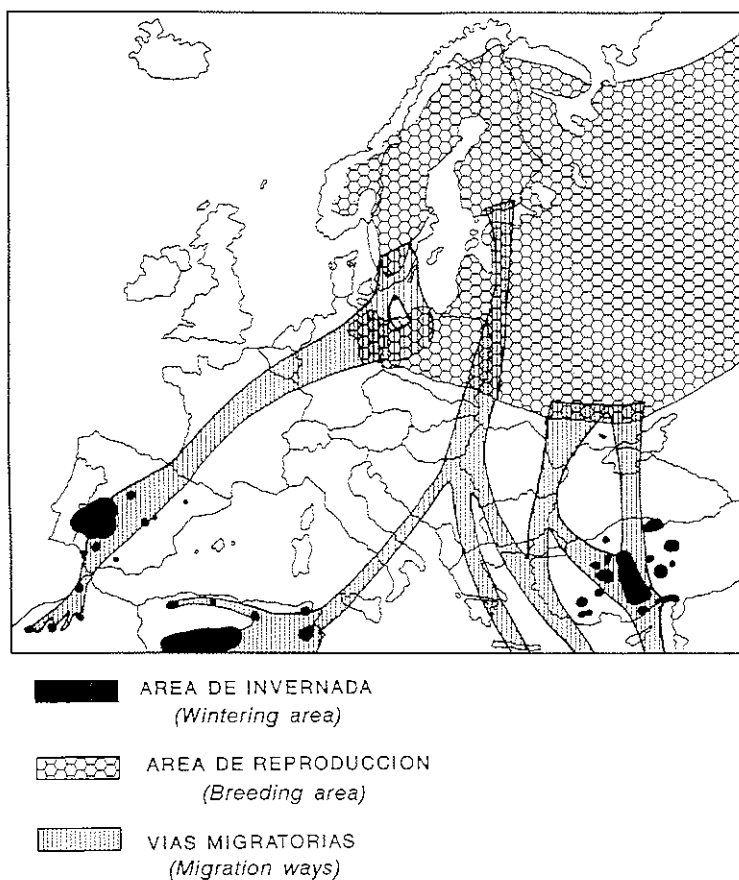 AREA DE INVERNADA
(Wintering area)
AREA DE REPRODUCCION
(Breeding area)
VIAS MIGRATORIAS
(Migration ways)